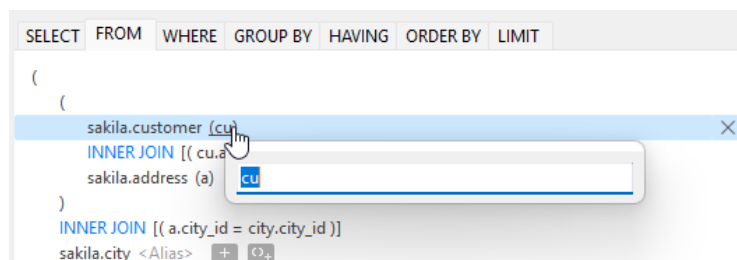 SELECT FROM WHERE GROUP BY HAVING ORDER BY LIMIT
(
(
sakila.customer (cu)
INNER JOIN [( cu.a
cu
sakila.address (a)
)
INNER JOIN [( a.city_id = city.city_id )]
sakila.city <Alias> + +